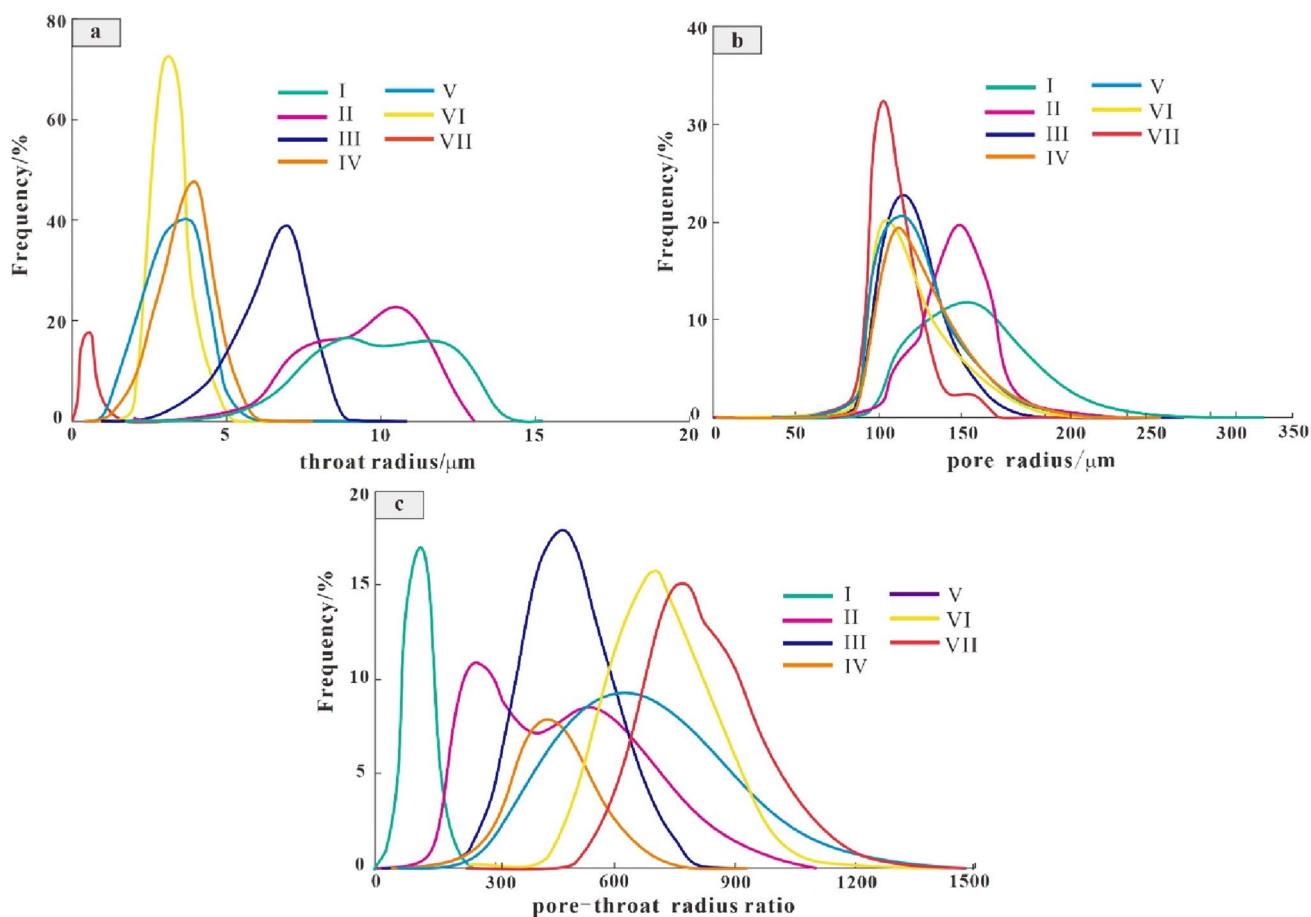 a
Frequency/%
80
60
40
20
0
I
II
III
IV
V
VI
VII
0 5 10 15 20
throat radius/μm
b
Frequency/%
40
30
20
10
0
I
II
III
IV
V
VI
VII
50 100 150 200 250 300 350
pore radius/μm
c
Frequency/%
20
15
10
5
0
I
II
III
IV
V
VI
VII
0 300 600 900 1200 1500
pore-throat radius ratio